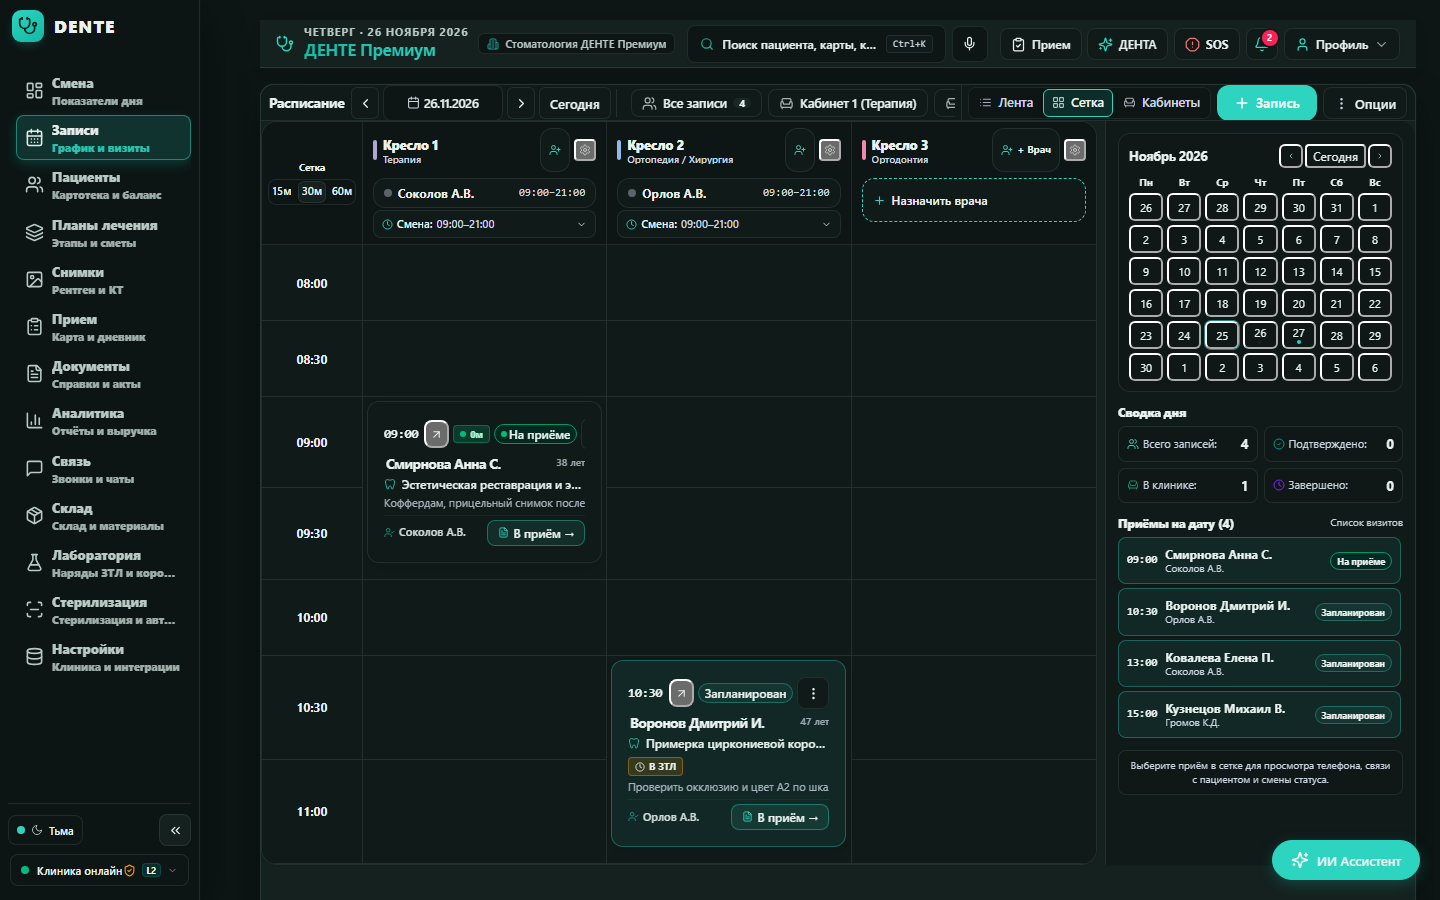 DENTE
Смена
Показатели дня
Записи
График и визиты
Пациенты
Картотека и баланс
Планы лечения
Этапы и сметы
Снимки
Рентген и КТ
Прием
Карта и дневник
Документы
Справки и акты
Аналитика
Отчёты и выручка
Связь
Звонки и чаты
Склад
Склад и материалы
Лаборатория
Наряды ЗТЛ и коро...
Стерилизация
Стерилизация и авт...
Настройки
Клиника и интеграции
Тьма
Клиника онлайн L2
ЧЕТВЕРГ · 26 НОЯБРЯ 2026
ДЕНТЕ Премиум
Стоматология ДЕНТЕ Премиум
Поиск пациента, карты, к... Ctrl+K
Прием
ДЕНТА
SOS
2
Профиль
Расписание
26.11.2026
Сегодня
Все записи 4
Кабинет 1 (Терапия)
Лента
Сетка
Кабинеты
Запись
Опции
Сетка
15м 30м 60м
Кресло 1
Терапия
Соколов А.В. 09:00–21:00
Смена: 09:00–21:00
Кресло 2
Ортопедия / Хирургия
Орлов А.В. 09:00–21:00
Смена: 09:00–21:00
Кресло 3
Ортодонтия
+ Врач
Назначить врача
08:00
08:30
09:00
09:30
10:00
10:30
11:00
09:00 0м На приёме
Смирнова Анна С. 38 лет
Эстетическая реставрация и э...
Коффердам, прицельный снимок после
Соколов А.В. В приём →
10:30 Запланирован
Воронов Дмитрий И. 47 лет
Примерка циркониевой коро...
В ЗТЛ
Проверить окклюзию и цвет A2 по шка
Орлов А.В. В приём →
Ноябрь 2026 ‹ Сегодня ›
Пн Вт Ср Чт Пт Сб Вс
26 27 28 29 30 31 1
2 3 4 5 6 7 8
9 10 11 12 13 14 15
16 17 18 19 20 21 22
23 24 25 26 27 28 29
30 1 2 3 4 5 6
Сводка дня
Всего записей: 4
Подтверждено: 0
В клинике: 1
Завершено: 0
Приёмы на дату (4) Список визитов
09:00 Смирнова Анна С. На приёме
Соколов А.В.
10:30 Воронов Дмитрий И. Запланирован
Орлов А.В.
13:00 Ковалева Елена П. Запланирован
Соколов А.В.
15:00 Кузнецов Михаил В. Запланирован
Громов К.Д.
Выберите приём в сетке для просмотра телефона, связи
с пациентом и смены статуса.
ИИ Ассистент